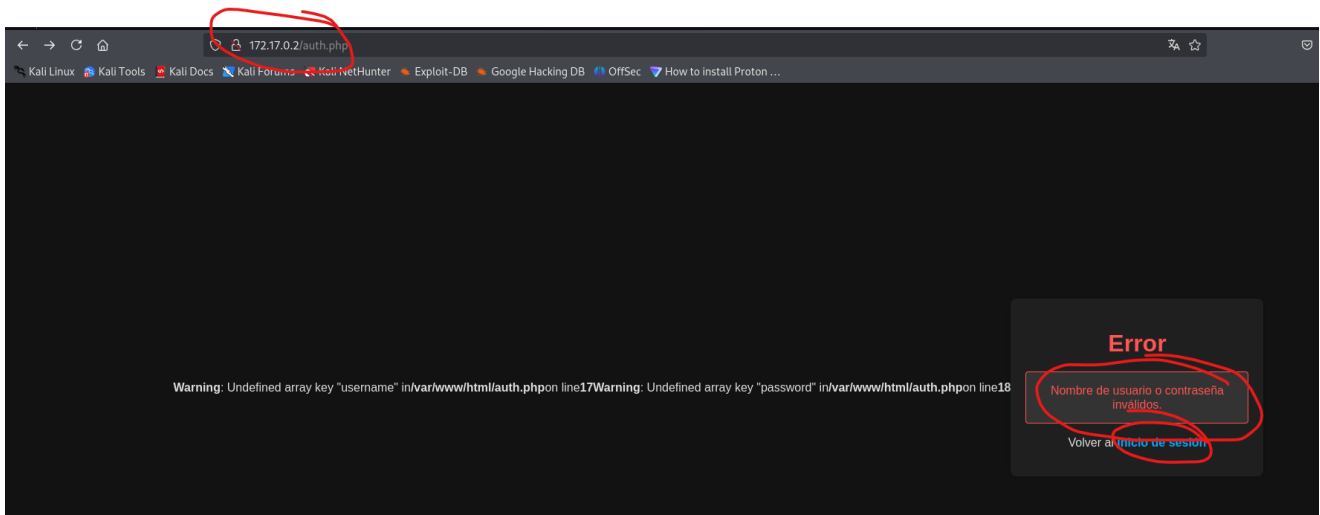 172.17.0.2/auth.php
Kali Linux Kali Tools Kali Docs Kali Forums Kali NetHunter Exploit-DB Google Hacking DB OffSec How to install Proton ...
Error
Warning: Undefined array key "username" in/var/www/html/auth.phpon line17Warning: Undefined array key "password" in/var/www/html/auth.phpon line18
Nombre de usuario o contraseña
inválidos.
Volver al inicio de sesión